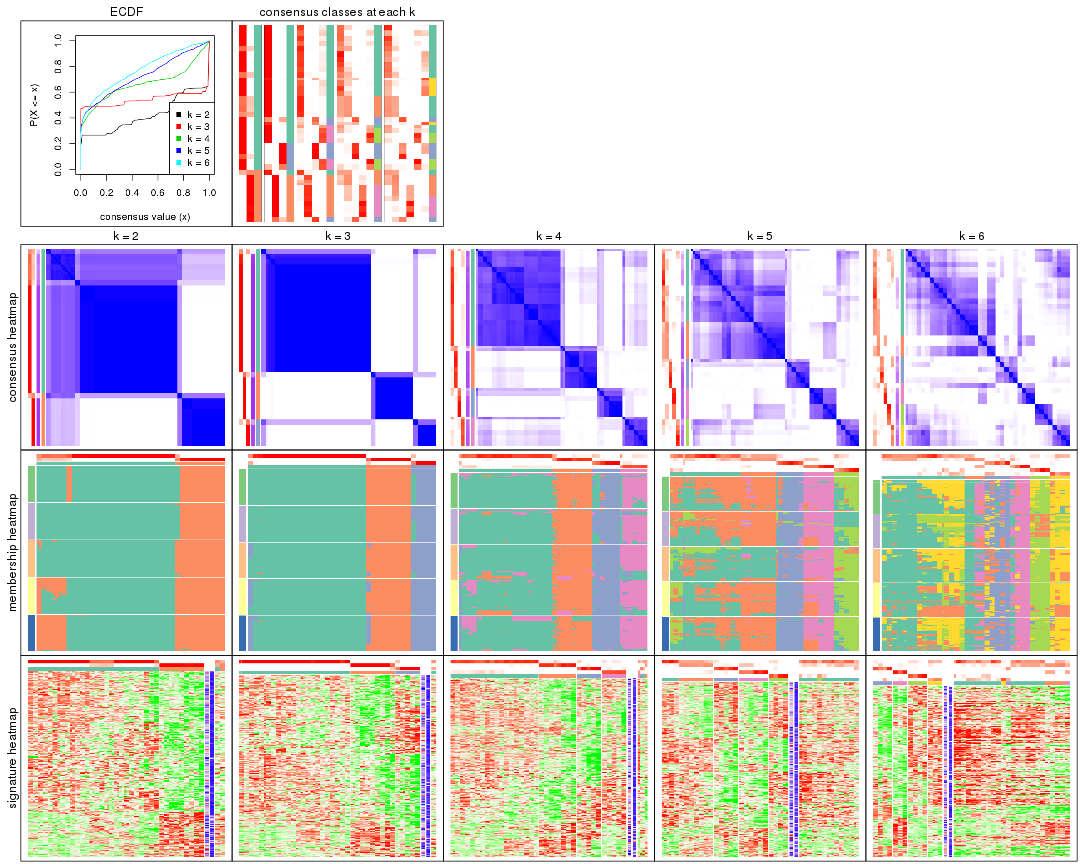 ECDF
consensus classes at each k
P(X <= x)
0.0 0.2 0.4 0.6 0.8 1.0
k = 2
k = 3
k = 4
k = 5
k = 6
0.0 0.2 0.4 0.6 0.8 1.0
consensus value (x)
k = 2
k = 3
k = 4
k = 5
k = 6
consensus heatmap
membership heatmap
signature heatmap